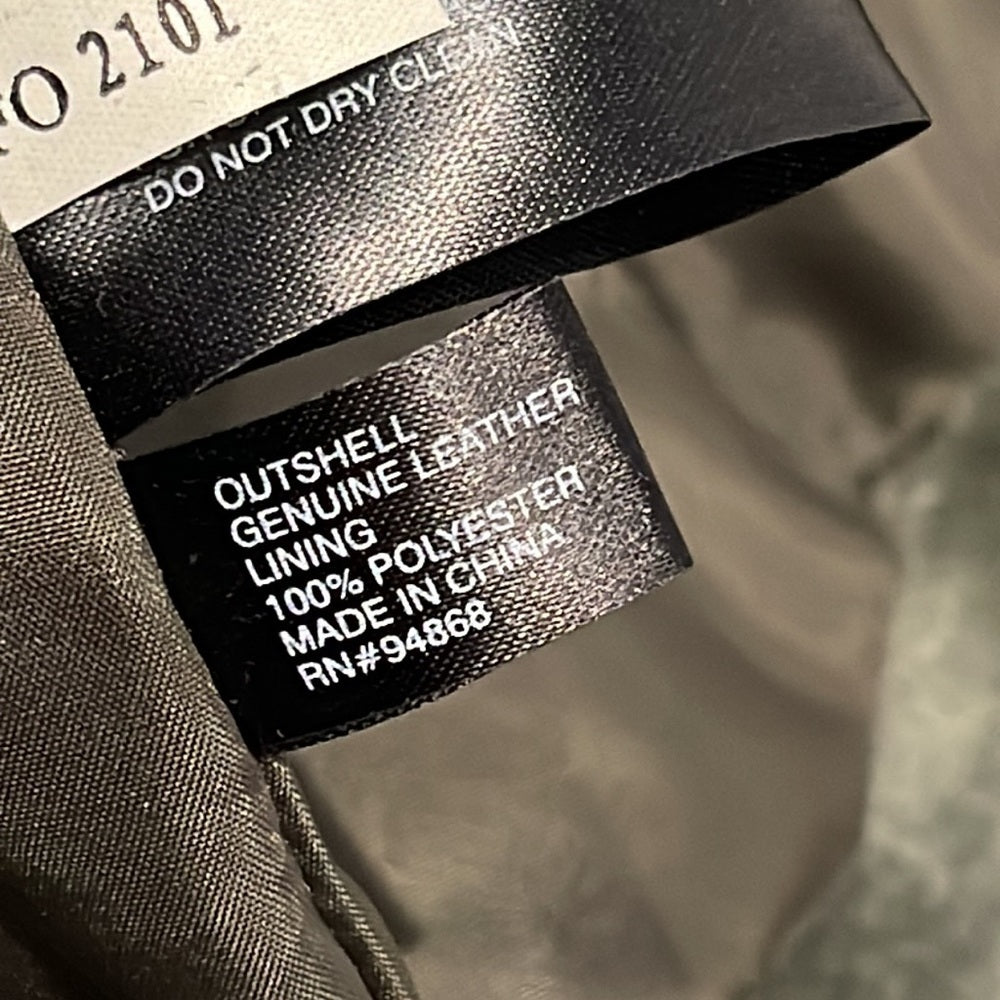 O 2101
DO NOT DRY CLEAN
OUTSHELL
GENUINE LEATHER
LINING
100% POLYESTER
MADE IN CHINA
RN#94868